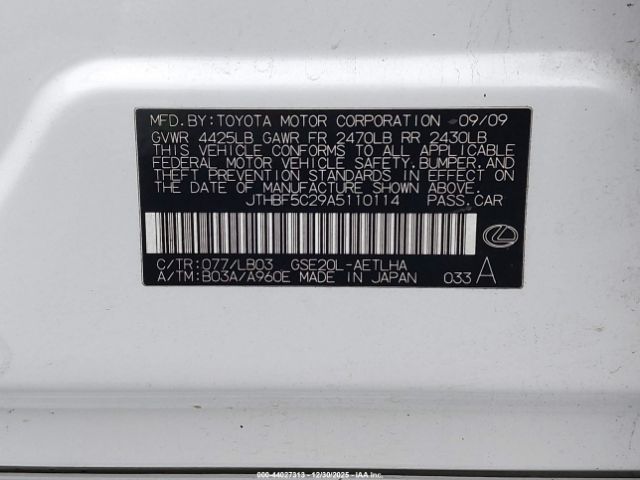 MFD.BY:TOYOTA MOTOR CORPORATION 09/09
GVWR 4425LB GAWR FR 2470LB RR 2430LB
THIS VEHICLE CONFORMS TO ALL APPLICABLE
FEDERAL MOTOR VEHICLE SAFETY,BUMPER,AND
THEFT PREVENTION STANDARDS IN EFFECT ON
THE DATE OF MANUFACTURE SHOWN ABOVE.
JTHBF5C29A5110114 PASS.CAR
C/TR:077/LB03 GSE20L-AETLHA
A/TM:B03A/A960E MADE IN JAPAN 033 A
000-44027313 - 12/30/2025 - IAA Inc.